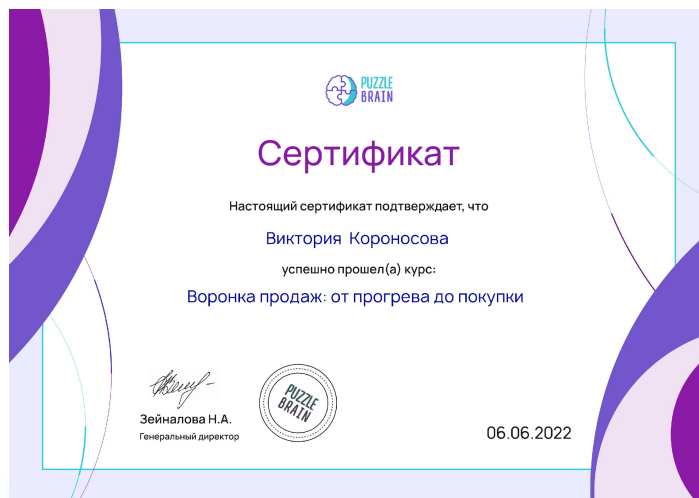 PUZZLE
BRAIN
Сертификат
Настоящий сертификат подтверждает, что
Виктория Короносова
успешно прошел(а) курс:
Воронка продаж: от прогрева до покупки
PUZZLE
BRAIN
Зейналова Н.А.
Генеральный директор
06.06.2022